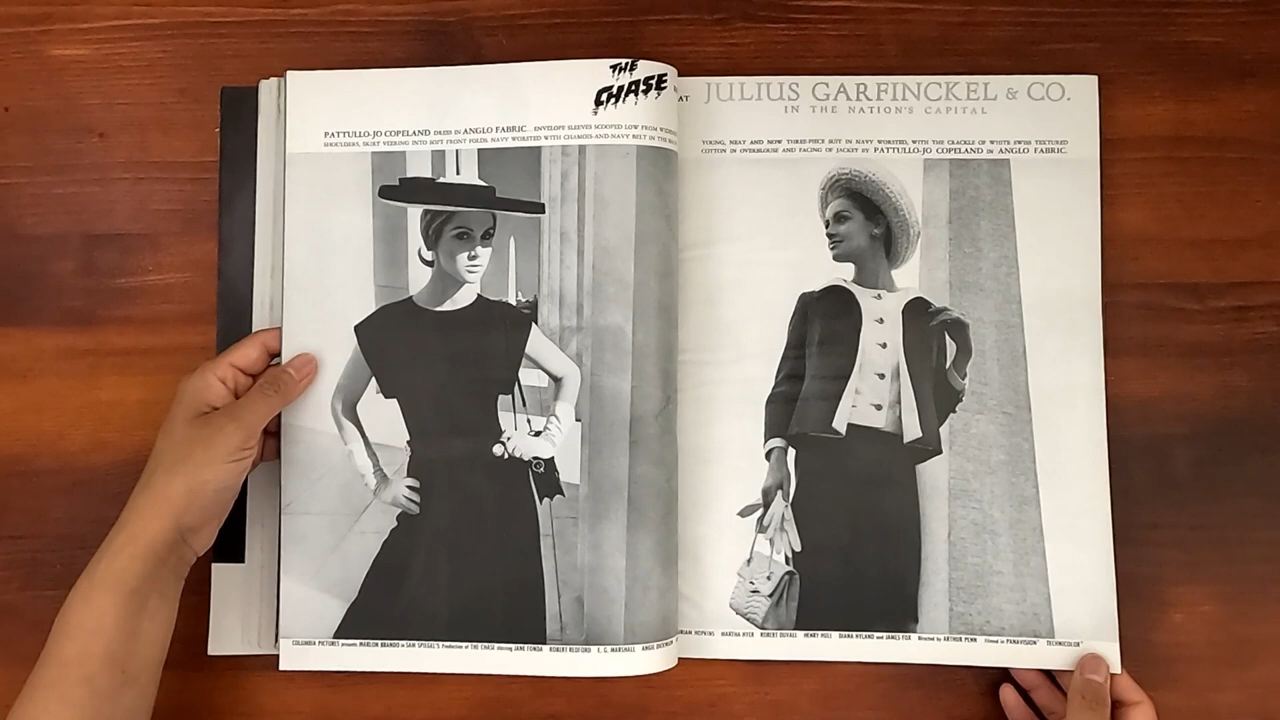 THE
CHASE
AT
PATTULLO-JO COPELAND DRESS IN ANGLO FABRIC... ENVELOPE SLEEVES SCOOPED LOW FROM
SHOULDERS, SKIRT VEERING INTO SOFT FRONT FOLDS. NAVY WORSTED WITH CHAMOIS-AND-NAVY BELT IN THE
COLUMBIA PICTURES presents MARLON BRANDO in SAM SPIEGEL'S Production of THE CHASE starring JANE FONDA ROBERT REDFORD E. G. MARSHALL ANGIE
JULIUS GARFINCKEL & CO.
IN THE NATION'S CAPITAL
YOUNG, NEAT AND NOW THREE-PIECE SUIT IN NAVY WORSTED, WITH THE CRACKLE OF WHITE SWISS TEXTURED
COTTON IN OVERBLOUSE AND FACING OF JACKET BY PATTULLO-JO COPELAND IN ANGLO FABRIC.
HOPKINS MARTHA HYER ROBERT DUVALL HENRY HULL DIANA HYLAND and JAMES FOX Directed by ARTHUR PENN Filmed in PANAVISION® TECHNICOLOR®